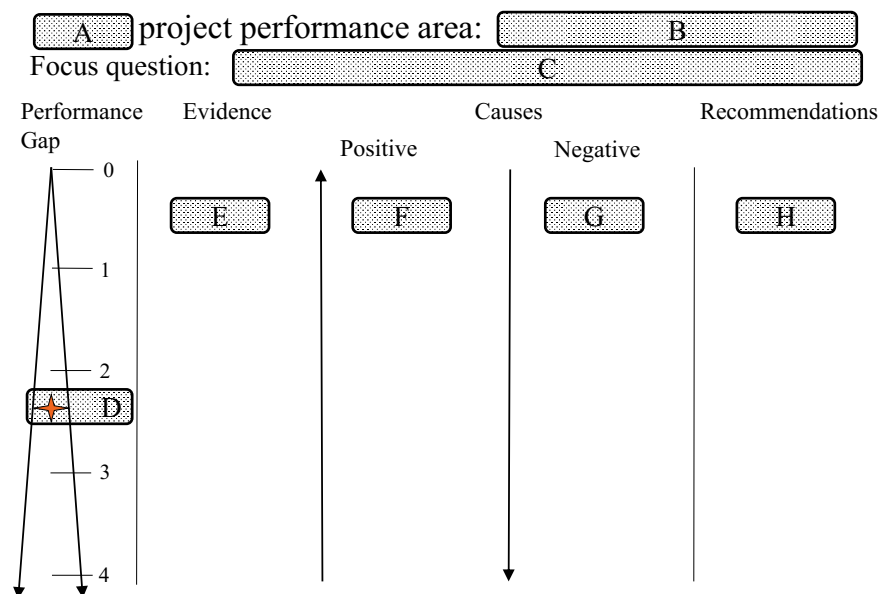 A project performance area: B
Focus question: C
Performance Gap
Evidence
Causes
Recommendations
Positive
Negative
0
E
F
G
H
1
2
D
3
4